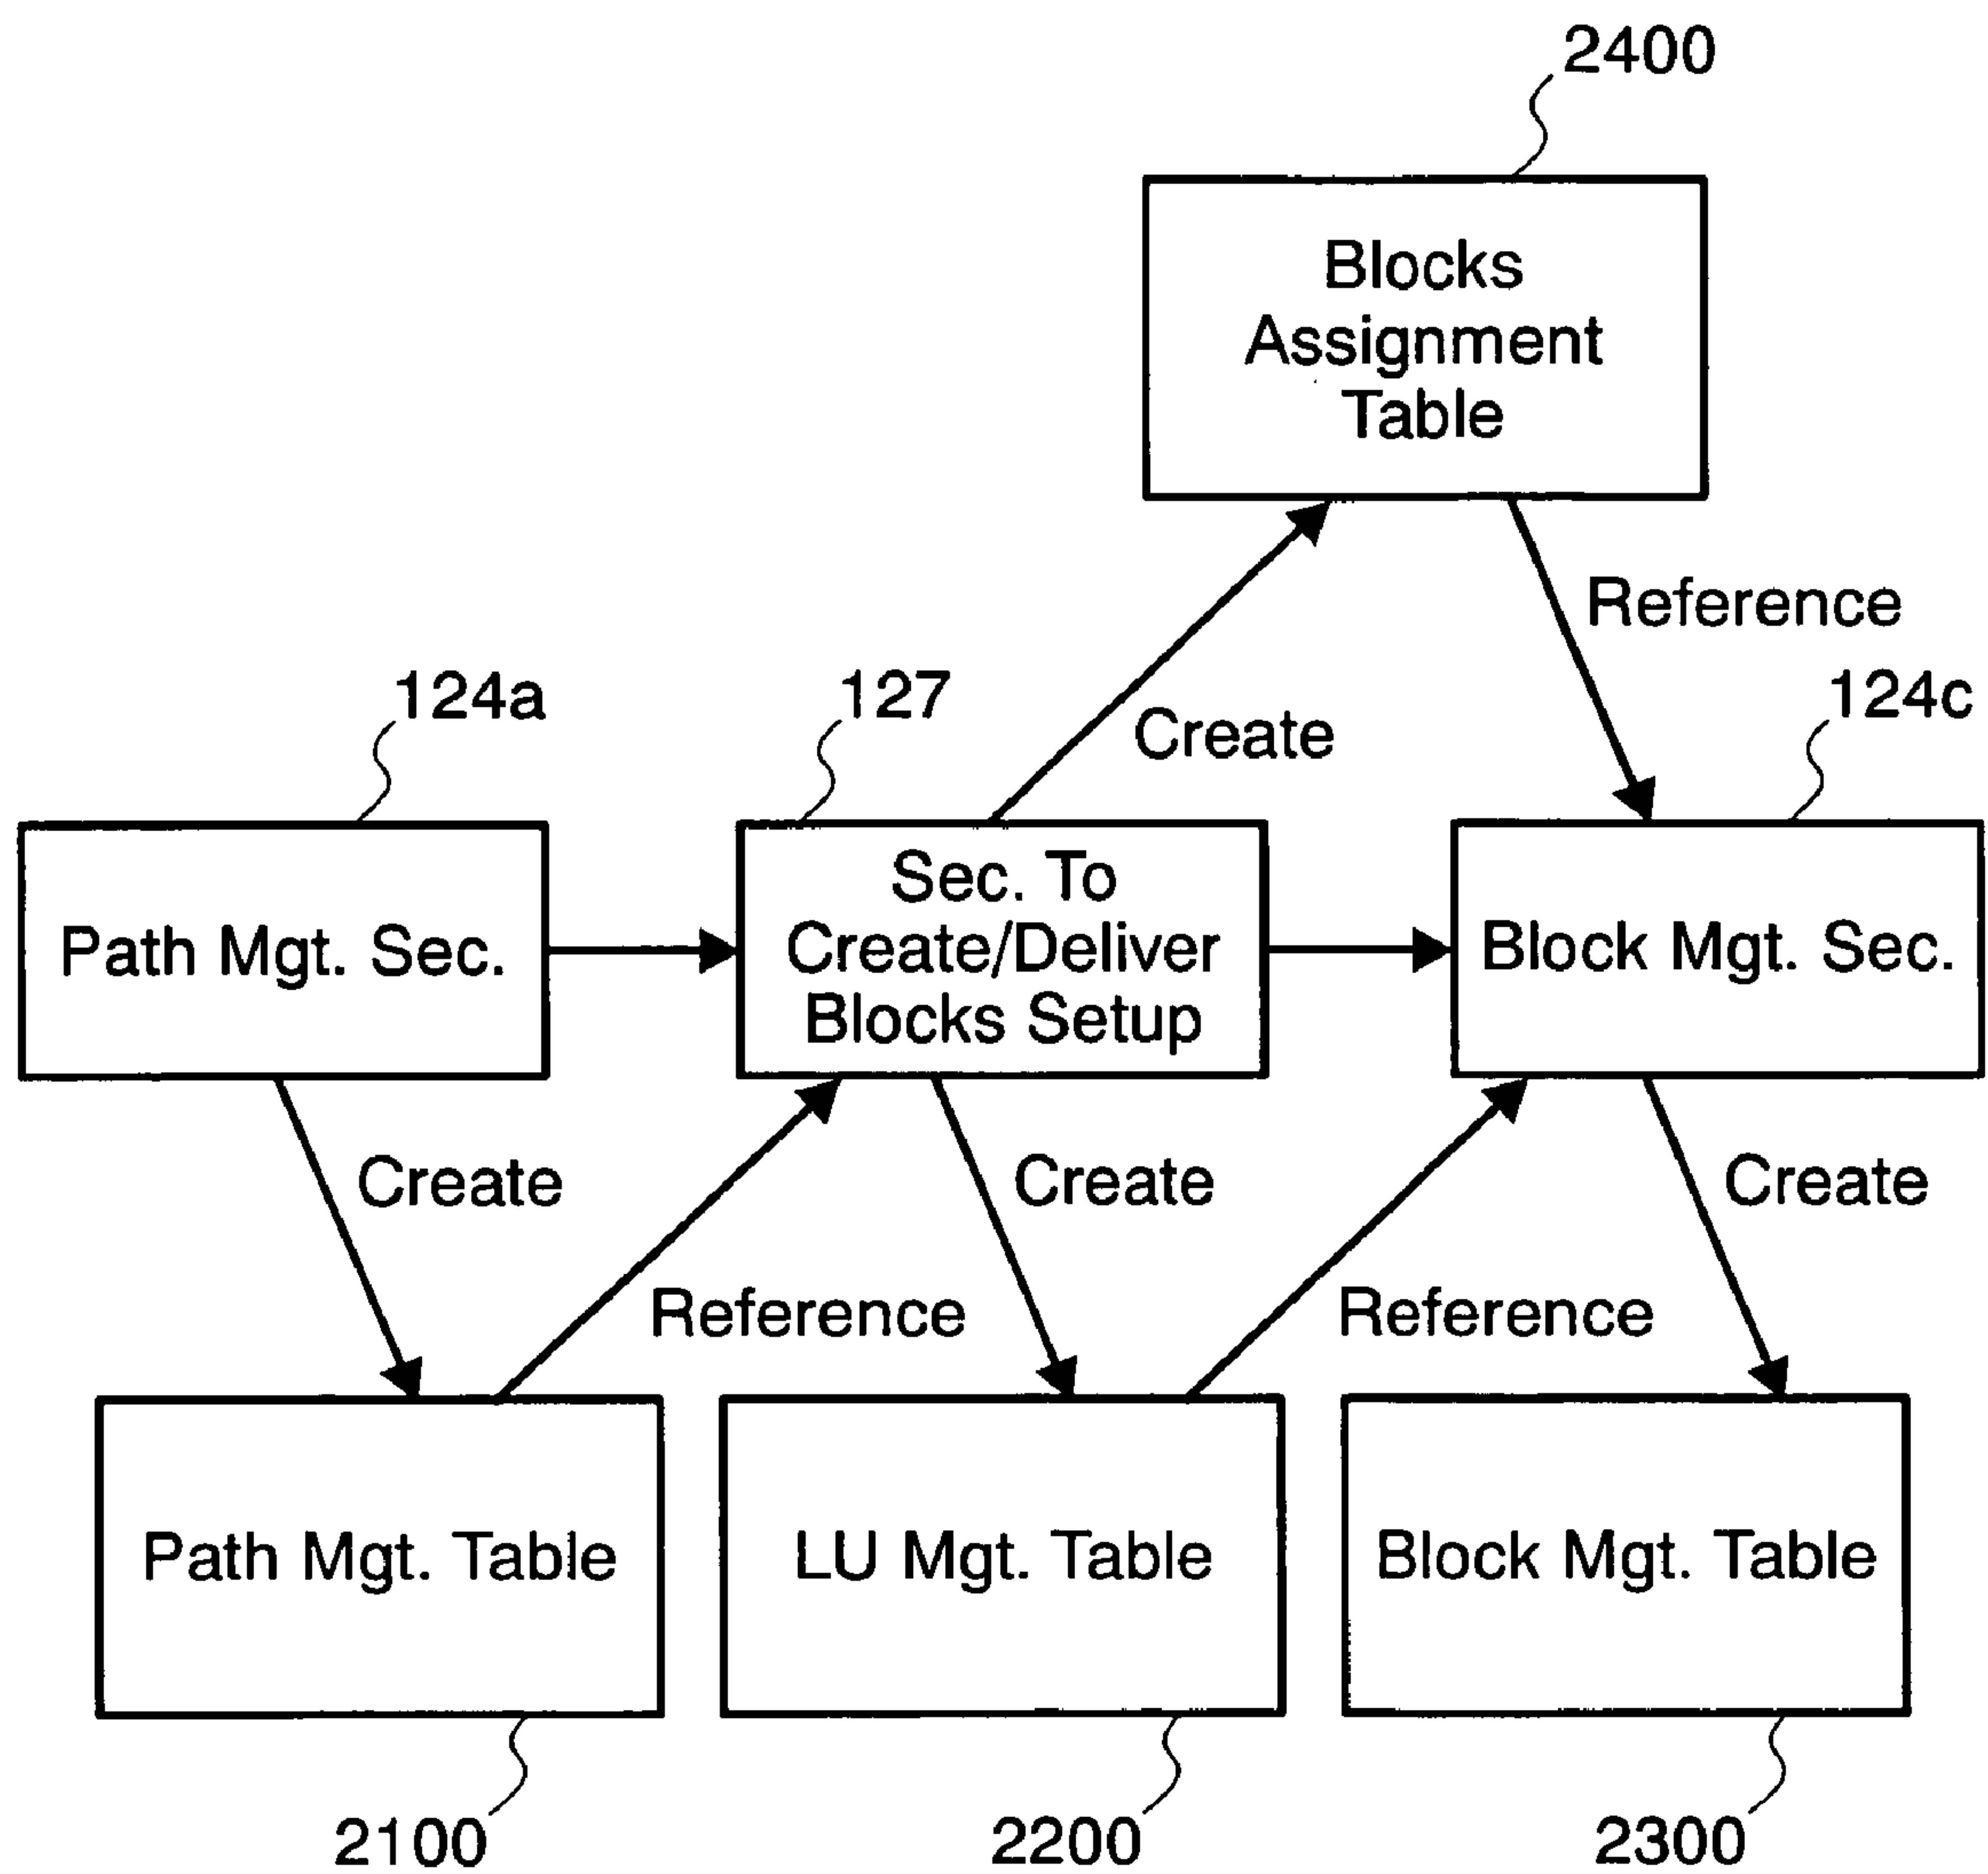 2400
Blocks
Assignment
Table
Reference
124a
127
124c
Create
Path Mgt. Sec.
Sec. To
Create/Deliver
Blocks Setup
Block Mgt. Sec.
Create
Create
Create
Reference
Reference
Path Mgt. Table
LU Mgt. Table
Block Mgt. Table
2100
2200
2300